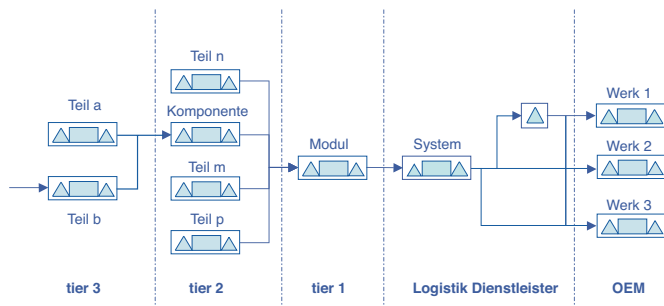 Teil n
Teil a
Komponente
Teil m
Teil b
Teil p
Modul
System
Werk 1
Werk 2
Werk 3
tier 3
tier 2
tier 1
Logistik Dienstleister
OEM